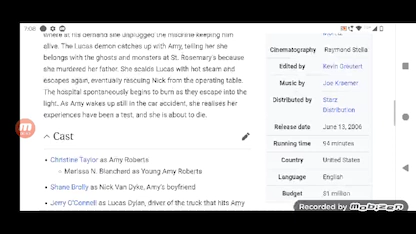 1:08
where at his demand she unplugged the machine keeping him
alive. The Lucas demon catches up with Amy, telling her she
belongs with the ghosts and monsters at St. Rosemary's because
she murdered her father. She scalds Lucas with hot steam and
escapes again, eventually rescuing Nick from the operating table.
The hospital spontaneously begins to burn as they escape into the
light. As Amy wakes up still in the car accident, she realises her
experiences have been a test, and she is about to die.
Cast
Christine Taylor as Amy Roberts
Merissa N. Blanchard as Young Amy Roberts
Shane Brolly as Nick Van Dyke, Amy's boyfriend
Jerry O'Connell as Lucas Dylan, driver of the truck that hits Amy
Cinematography Raymond Stella
Edited by Kevin Greutert
Music by Joe Kraemer
Distributed by Starz
Distribution
Release date June 13, 2006
Running time 94 minutes
Country United States
Language English
Budget $1 million
Recorded by Mobizen